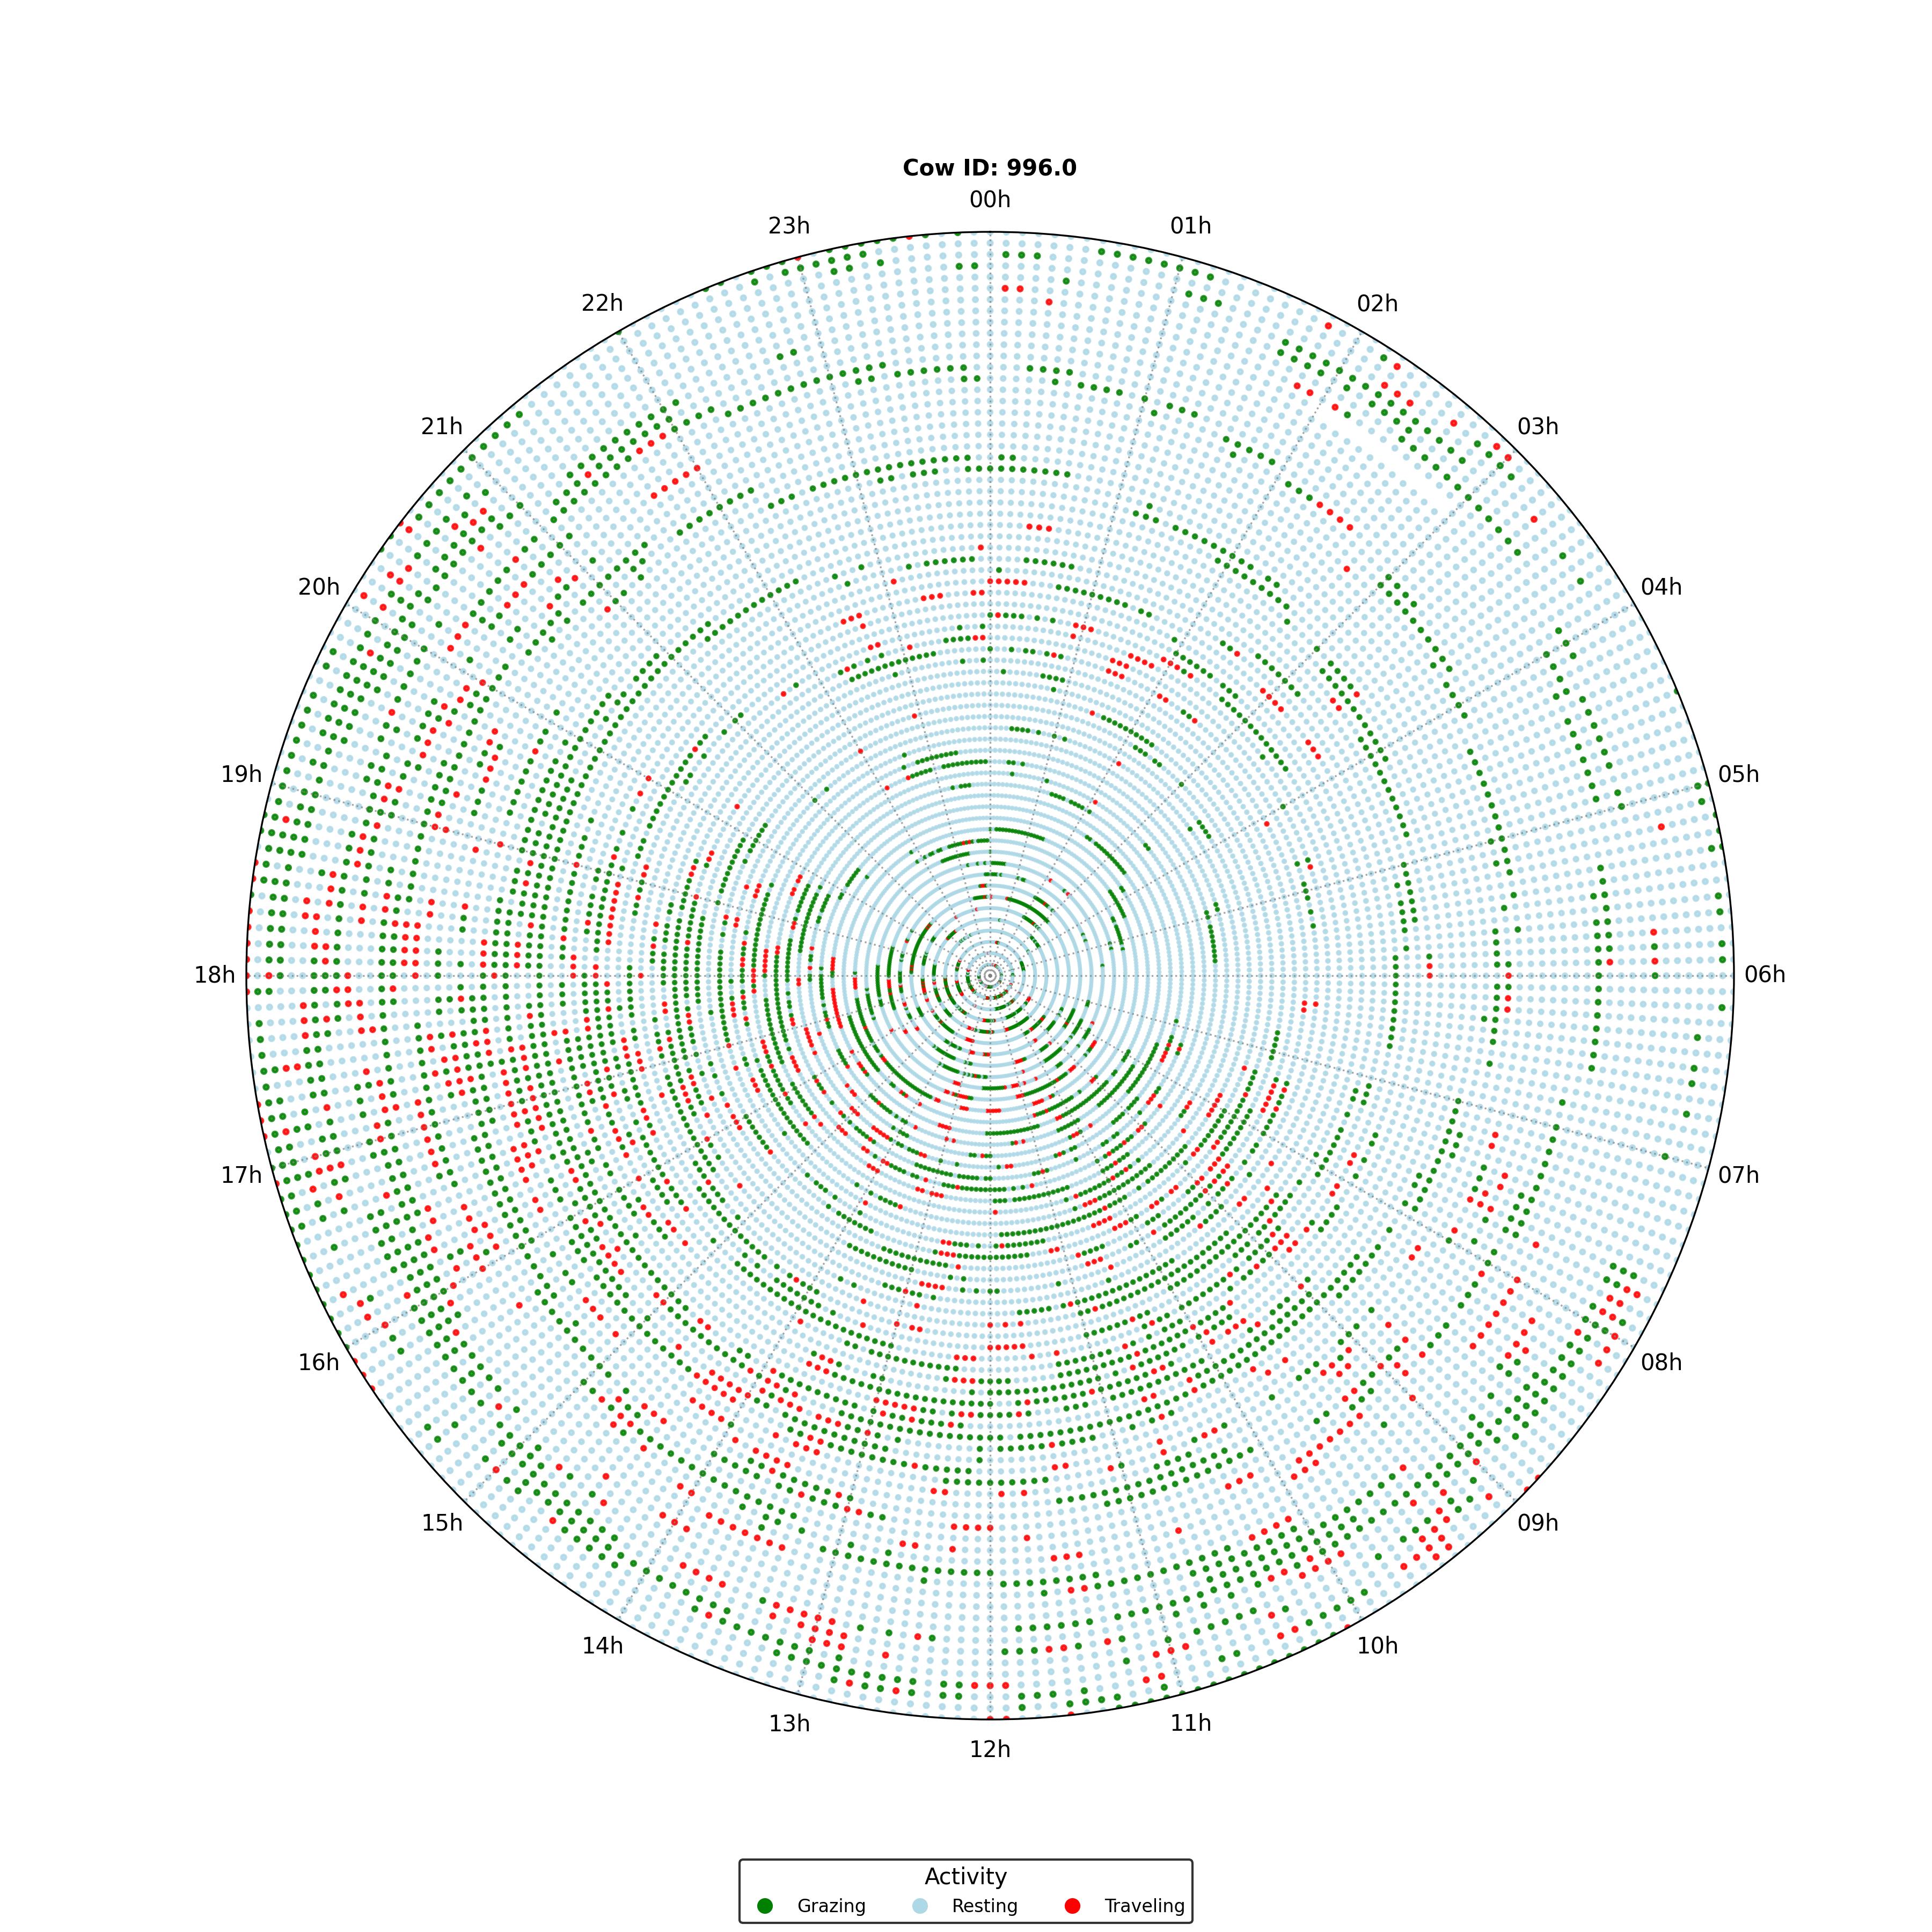 Cow ID: 996.0
00h
23h
01h
22h
02h
21h
03h
20h
04h
19h
05h
18h
06h
17h
07h
16h
08h
15h
09h
14h
10h
13h
11h
12h
Activity
Grazing Resting Traveling